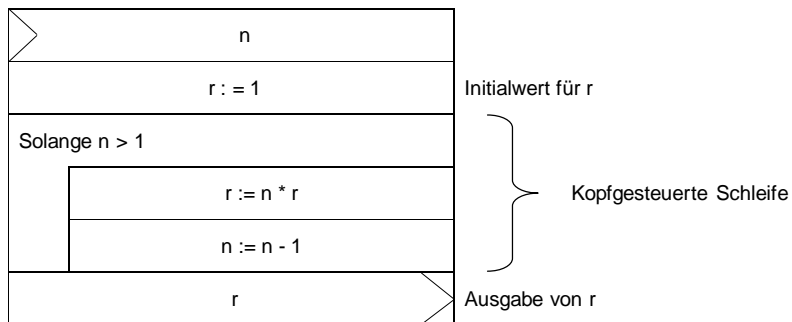 n
r : = 1
Initialwert für r
Solange n > 1
r := n * r
Kopfgesteuerte Schleife
n := n - 1
r
Ausgabe von r